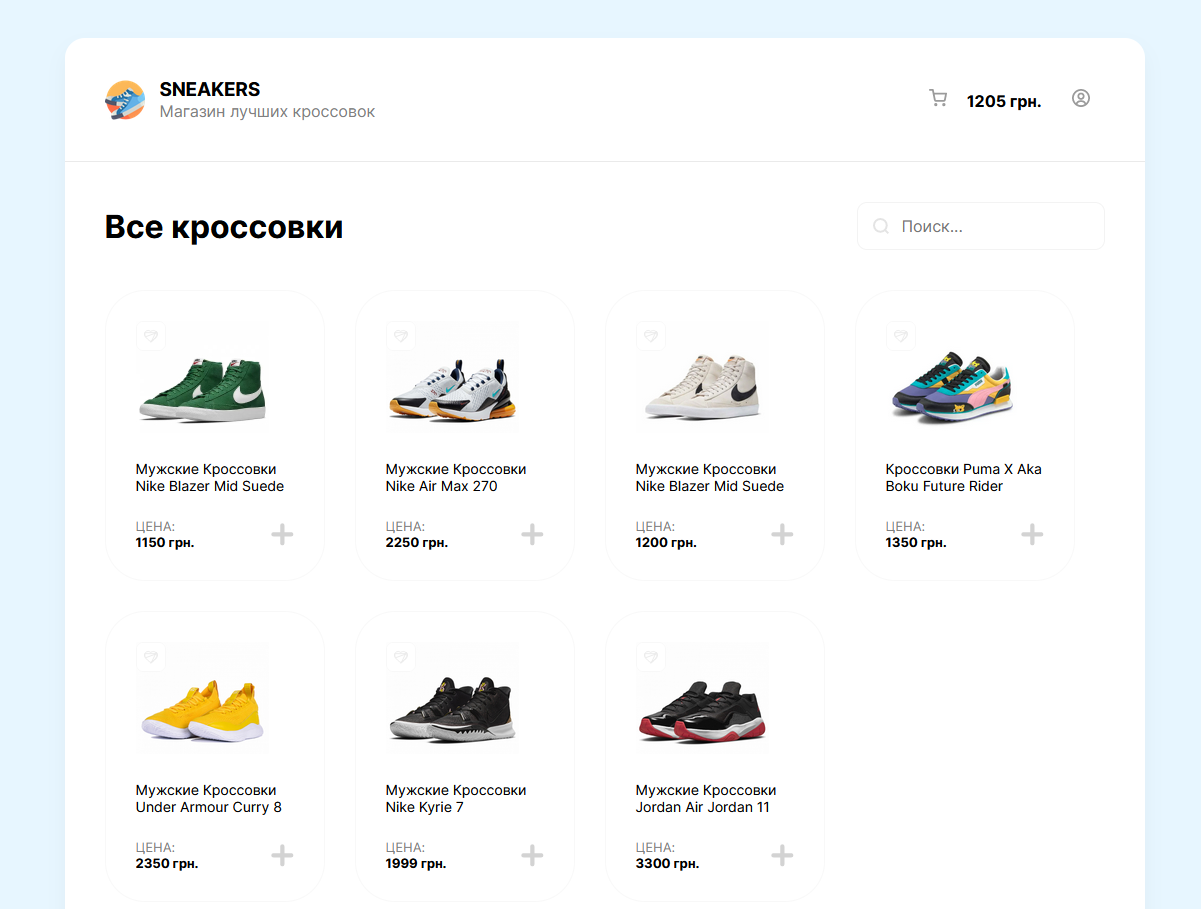 SNEAKERS
Магазин лучших кроссовок
1205 грн.
Все кроссовки
Поиск...
Мужские Кроссовки
Nike Blazer Mid Suede
ЦЕНА:
1150 грн.
Мужские Кроссовки
Nike Air Max 270
ЦЕНА:
2250 грн.
Мужские Кроссовки
Nike Blazer Mid Suede
ЦЕНА:
1200 грн.
Кроссовки Puma X Aka
Boku Future Rider
ЦЕНА:
1350 грн.
Мужские Кроссовки
Under Armour Curry 8
ЦЕНА:
2350 грн.
Мужские Кроссовки
Nike Kyrie 7
ЦЕНА:
1999 грн.
Мужские Кроссовки
Jordan Air Jordan 11
ЦЕНА:
3300 грн.